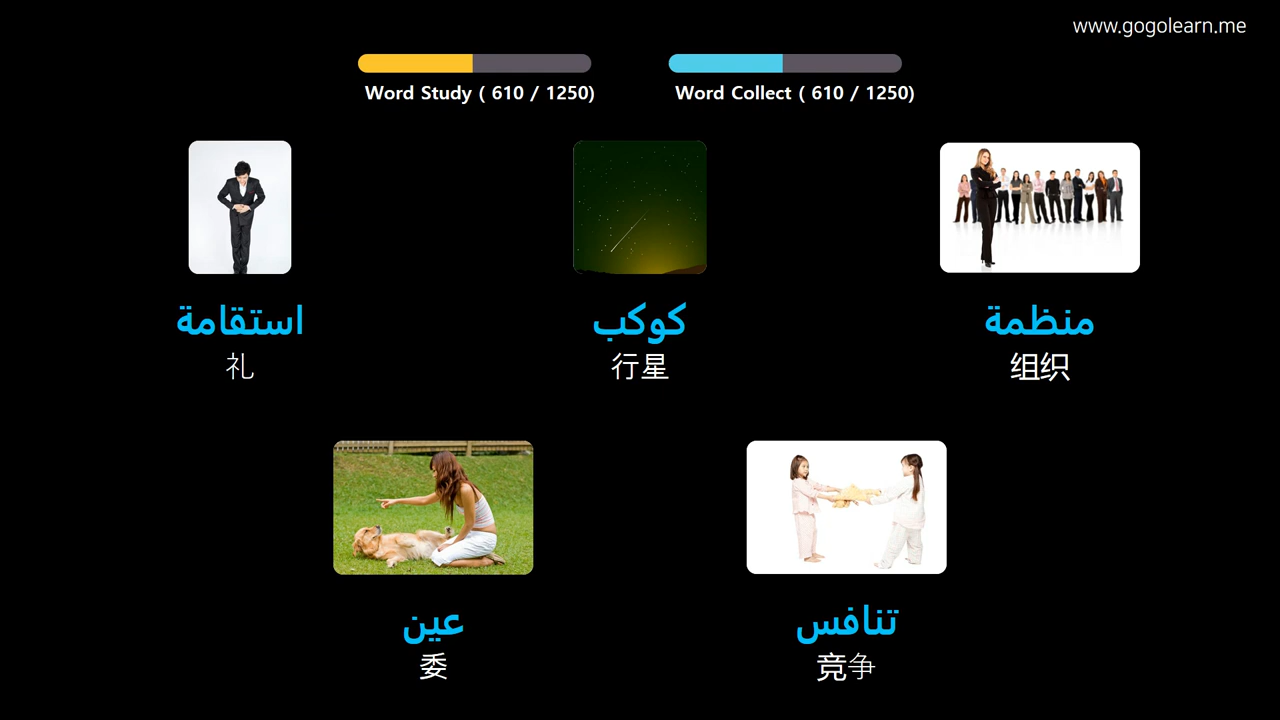 www.gogolearn.me
Word Study ( 610 / 1250)
Word Collect ( 610 / 1250)
استقامة
礼
كوكب
行星
منظمة
组织
عين
委
تنافس
竞争